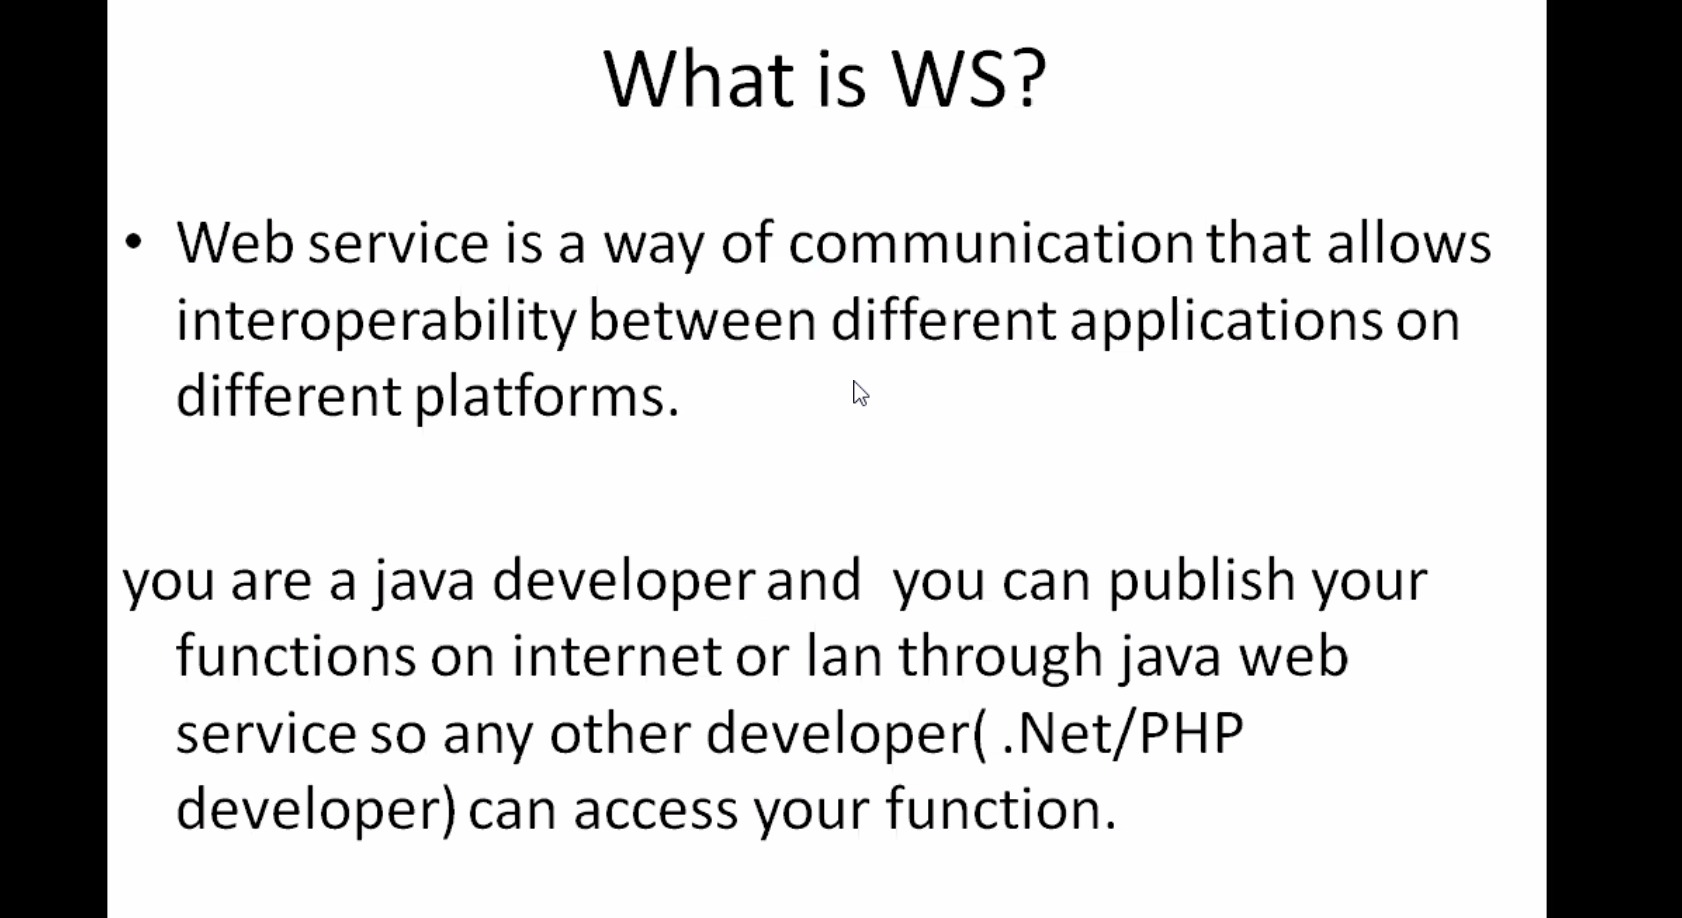 What is WS?
• Web service is a way of communication that allows
interoperability between different applications on
different platforms.
you are a java developer and  you can publish your
functions on internet or lan through java web
service so any other developer( .Net/PHP
developer) can access your function.